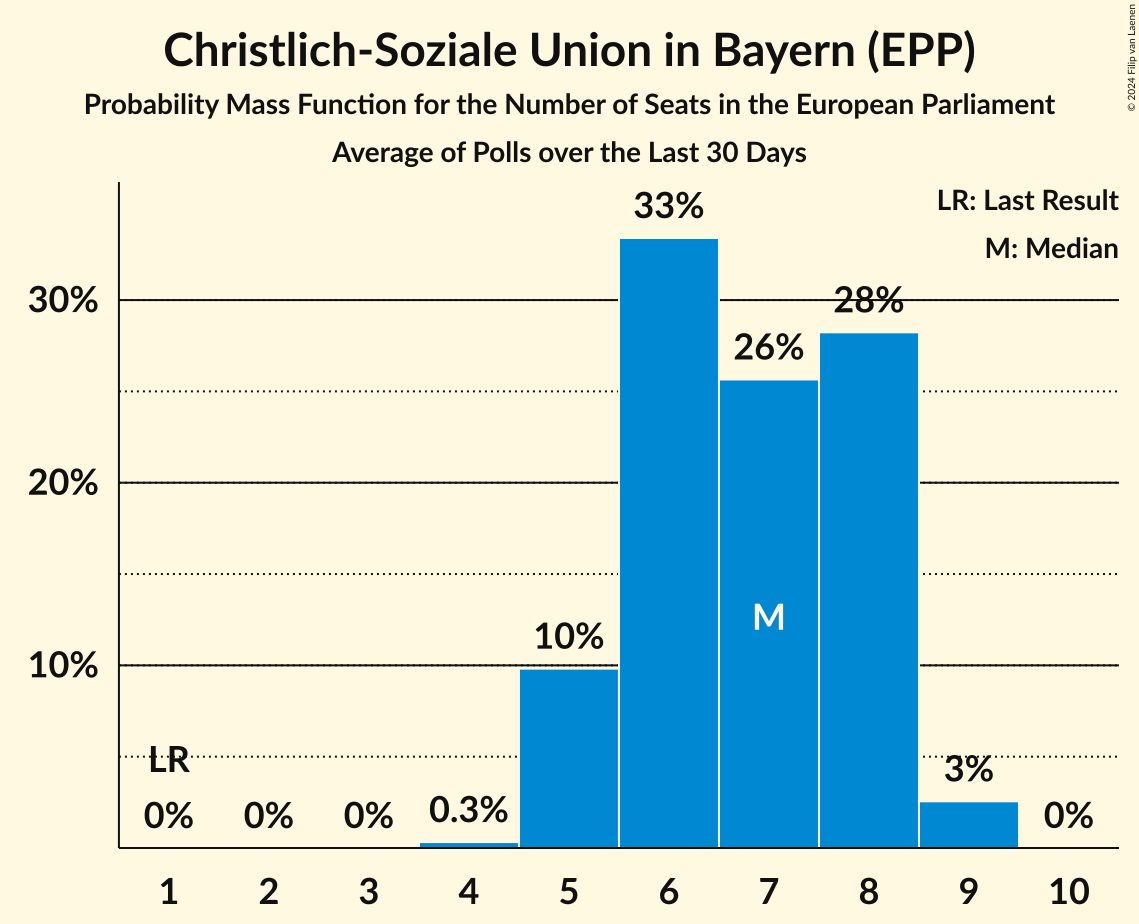 Christlich-Soziale Union in Bayern (EPP)
Probability Mass Function for the Number of Seats in the European Parliament
Average of Polls over the Last 30 Days
© 2024 Filip van Laenen
LR: Last Result
M: Median
33%
30%
28%
26%
20%
M
10%
10%
LR
3%
0%
0%
0%
0.3%
0%
1 2 3 4 5 6 7 8 9 10